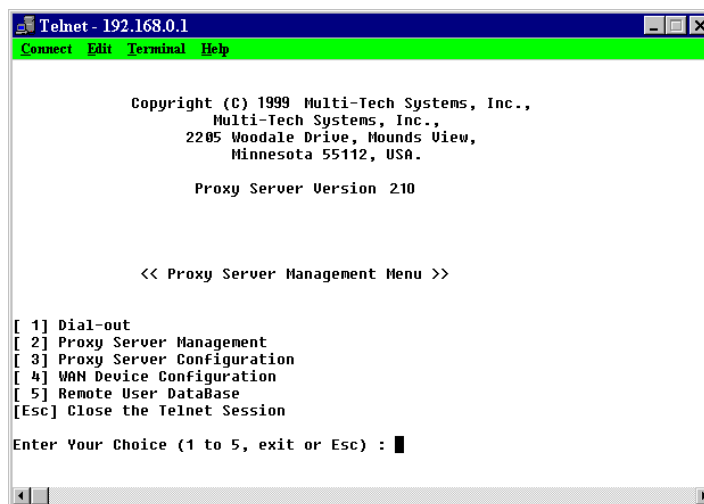 Telnet - 192.168.0.1
Connect Edit Terminal Help
Copyright (C) 1999 Multi-Tech Systems, Inc.,
Multi-Tech Systems, Inc.,
2205 Woodale Drive, Mounds View,
Minnesota 55112, USA.
Proxy Server Version 2.10
<< Proxy Server Management Menu >>
[ 1] Dial-out
[ 2] Proxy Server Management
[ 3] Proxy Server Configuration
[ 4] WAN Device Configuration
[ 5] Remote User DataBase
[Esc] Close the Telnet Session
Enter Your Choice (1 to 5, exit or Esc) :